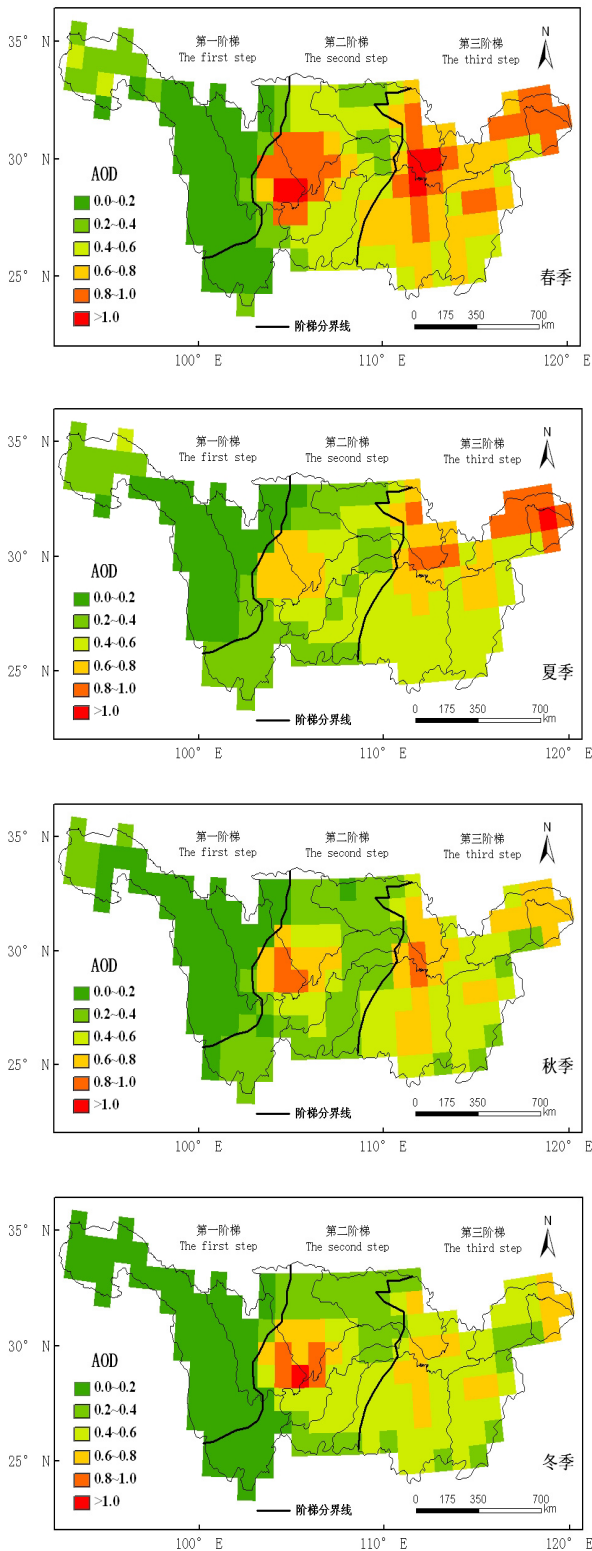 第一阶梯 第二阶梯 第三阶梯
The first step The second step The third step
N
35° N
30° N
25° N
AOD
0.0~0.2
0.2~0.4
0.4~0.6
0.6~0.8
0.8~1.0
>1.0
春季
阶梯分界线
0 175 350 700
km
100° E 110° E 120° E
第一阶梯 第二阶梯 第三阶梯
The first step The second step The third step
N
35° N
30° N
25° N
AOD
0.0~0.2
0.2~0.4
0.4~0.6
0.6~0.8
0.8~1.0
>1.0
夏季
阶梯分界线
0 175 350 700
km
100° E 110° E 120° E
第一阶梯 第二阶梯 第三阶梯
The first step The second step The third step
N
35° N
30° N
25° N
AOD
0.0~0.2
0.2~0.4
0.4~0.6
0.6~0.8
0.8~1.0
>1.0
秋季
阶梯分界线
0 175 350 700
km
100° E 110° E 120° E
第一阶梯 第二阶梯 第三阶梯
The first step The second step The third step
N
35° N
30° N
25° N
AOD
0.0~0.2
0.2~0.4
0.4~0.6
0.6~0.8
0.8~1.0
>1.0
冬季
阶梯分界线
0 175 350 700
km
100° E 110° E 120° E